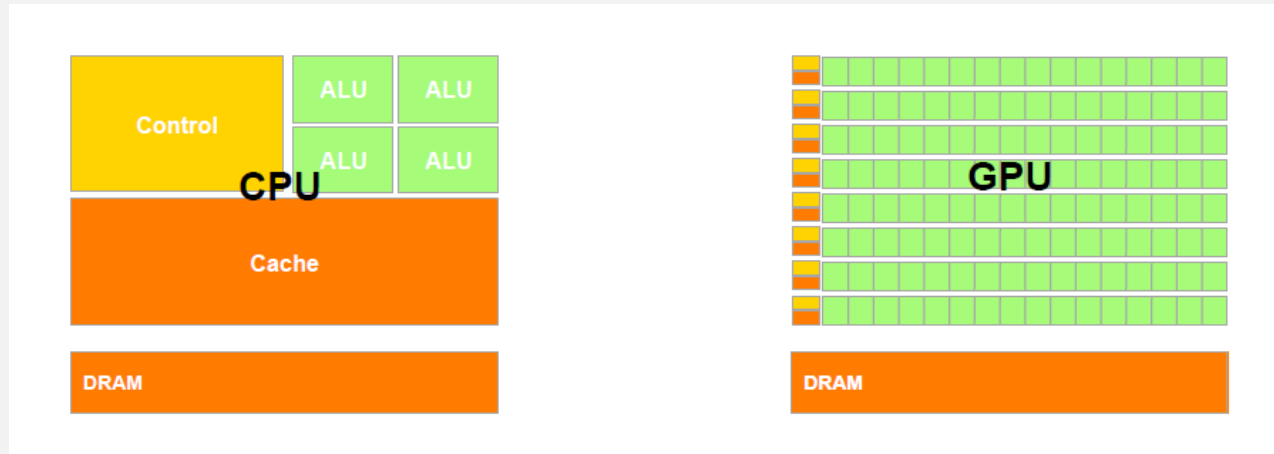 ALU ALU
Control
ALU ALU
CPU
Cache
DRAM
GPU
DRAM